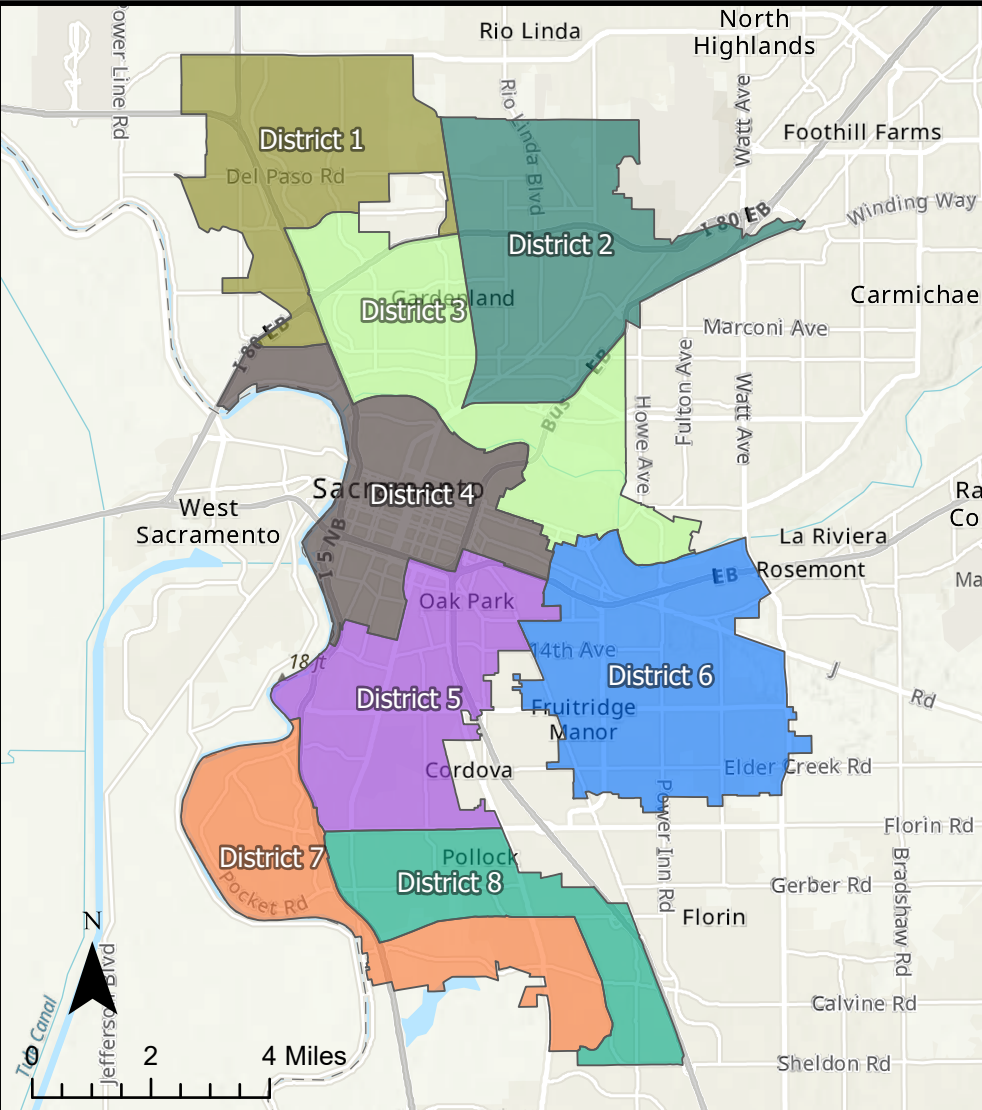 Power Line Rd
Rio Linda
North
Highlands
Rio Linda Blvd
Watt Ave
Foothill Farms
District 1
Del Paso Rd
I 80 EB
Winding Way
District 2
Carmichae
Gardenland
District 3
Marconi Ave
I 80 EB
EB
Bus
Fulton Ave
Howe Ave
Watt Ave
Sacramento
District 4
West
Sacramento
I 5 NB
Ra
Co
La Riviera
EB
Rosemont
Ma
Oak Park
14th Ave
18 ft
District 6
J
Rd
District 5
Fruitridge
Manor
Cordova
Elder Creek Rd
Power Inn Rd
Florin Rd
District 7
Pollock
District 8
Pocket Rd
Gerber Rd
Bradshaw Rd
Florin
N
Jefferson Blvd
Calvine Rd
Canal
0
2
4 Miles
Sheldon Rd